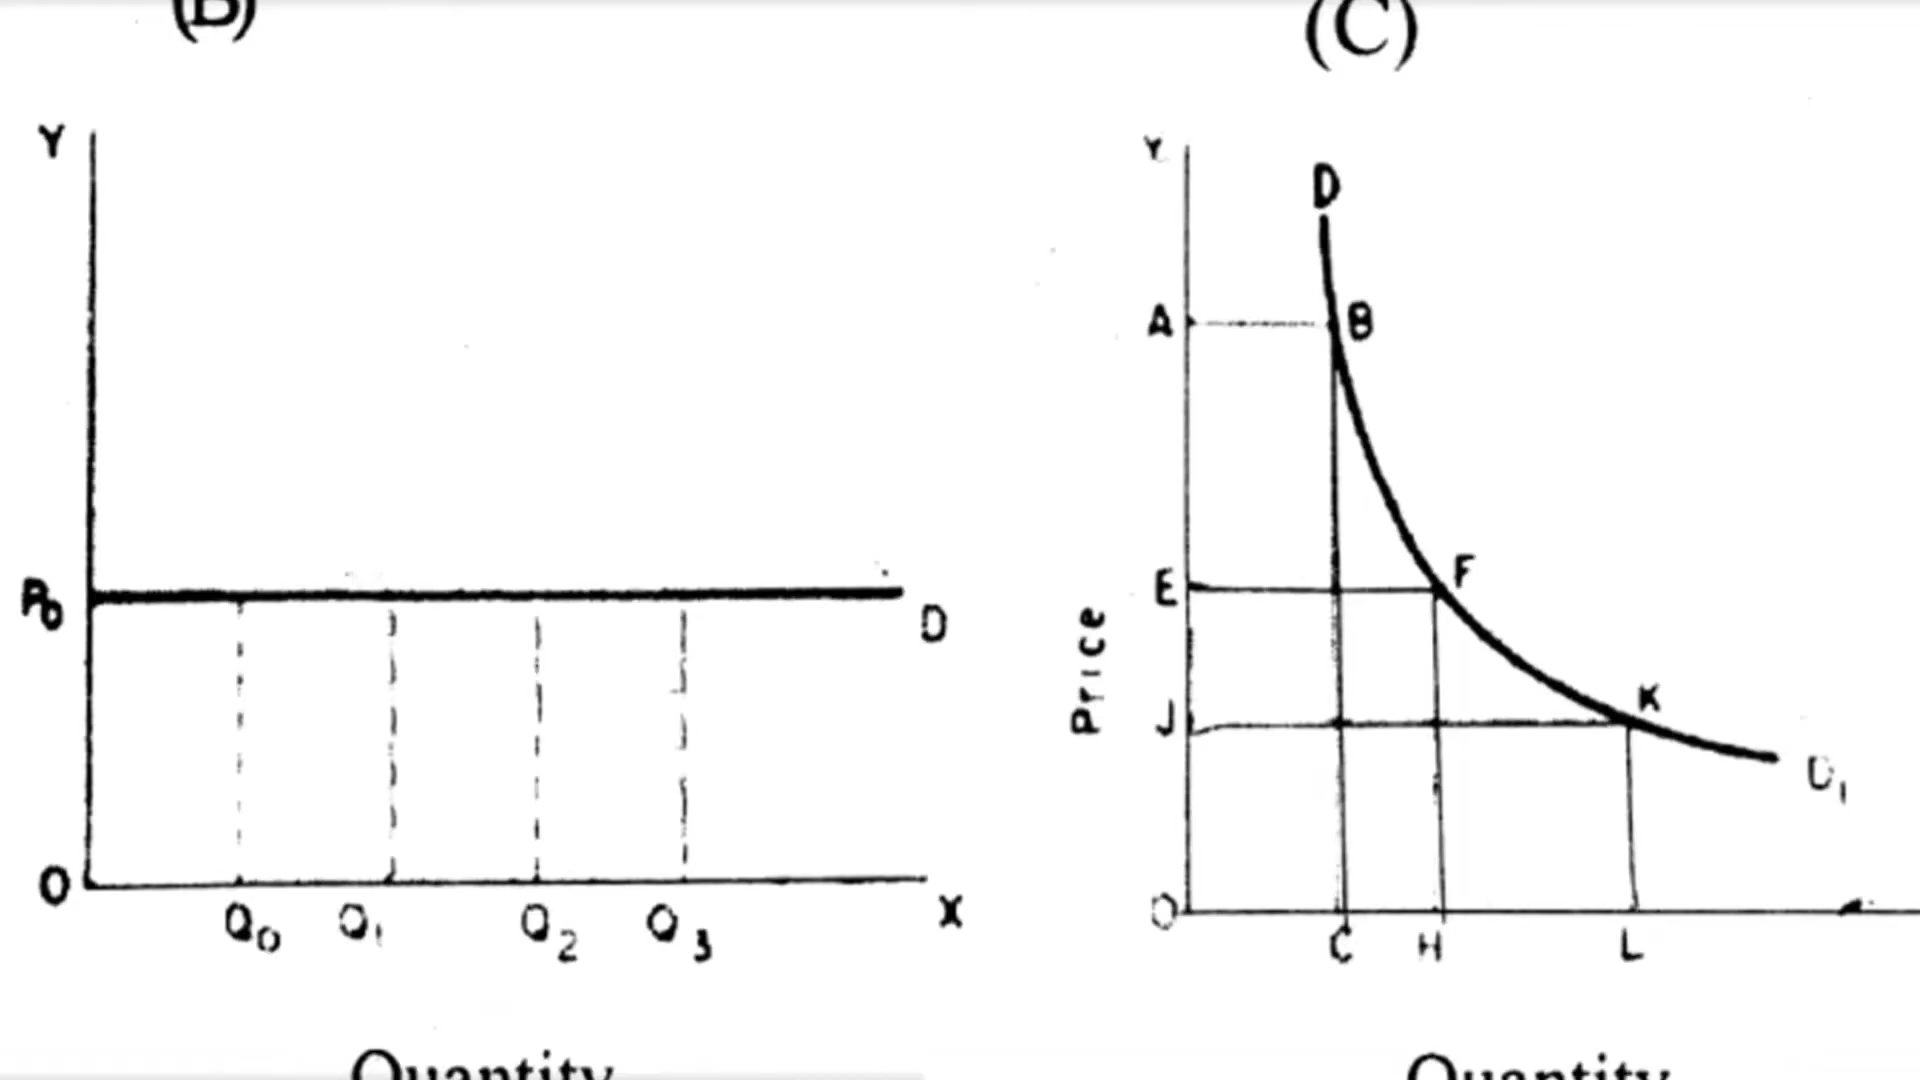 (B)
Y
P0
D
O
Q0 Q1 Q2 Q3 X
Quantity
(C)
Y
D
A B
E F
Price
J K
D1
O
C H L
Quantity